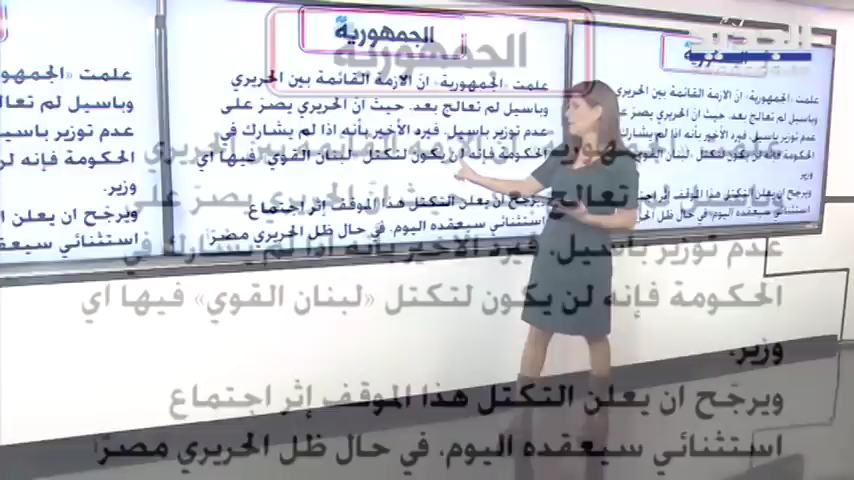 الجمهورية
علمت «الجمهورية» انّ الازمة القائمة بين الحريري
وباسيل لم تعالج بعد. حيث ان الحريري يصرّ على
عدم توزير باسيل. فيرد الأخير بأنه اذا لم يشارك في
الحكومة فإنه لن يكون لتكتل «لبنان القوي» فيها اي
وزير.
ويرجّح ان يعلن التكتل هذا الموقف إثر اجتماع
استثنائي سيعقده اليوم. في حال ظل الحريري مصرّا